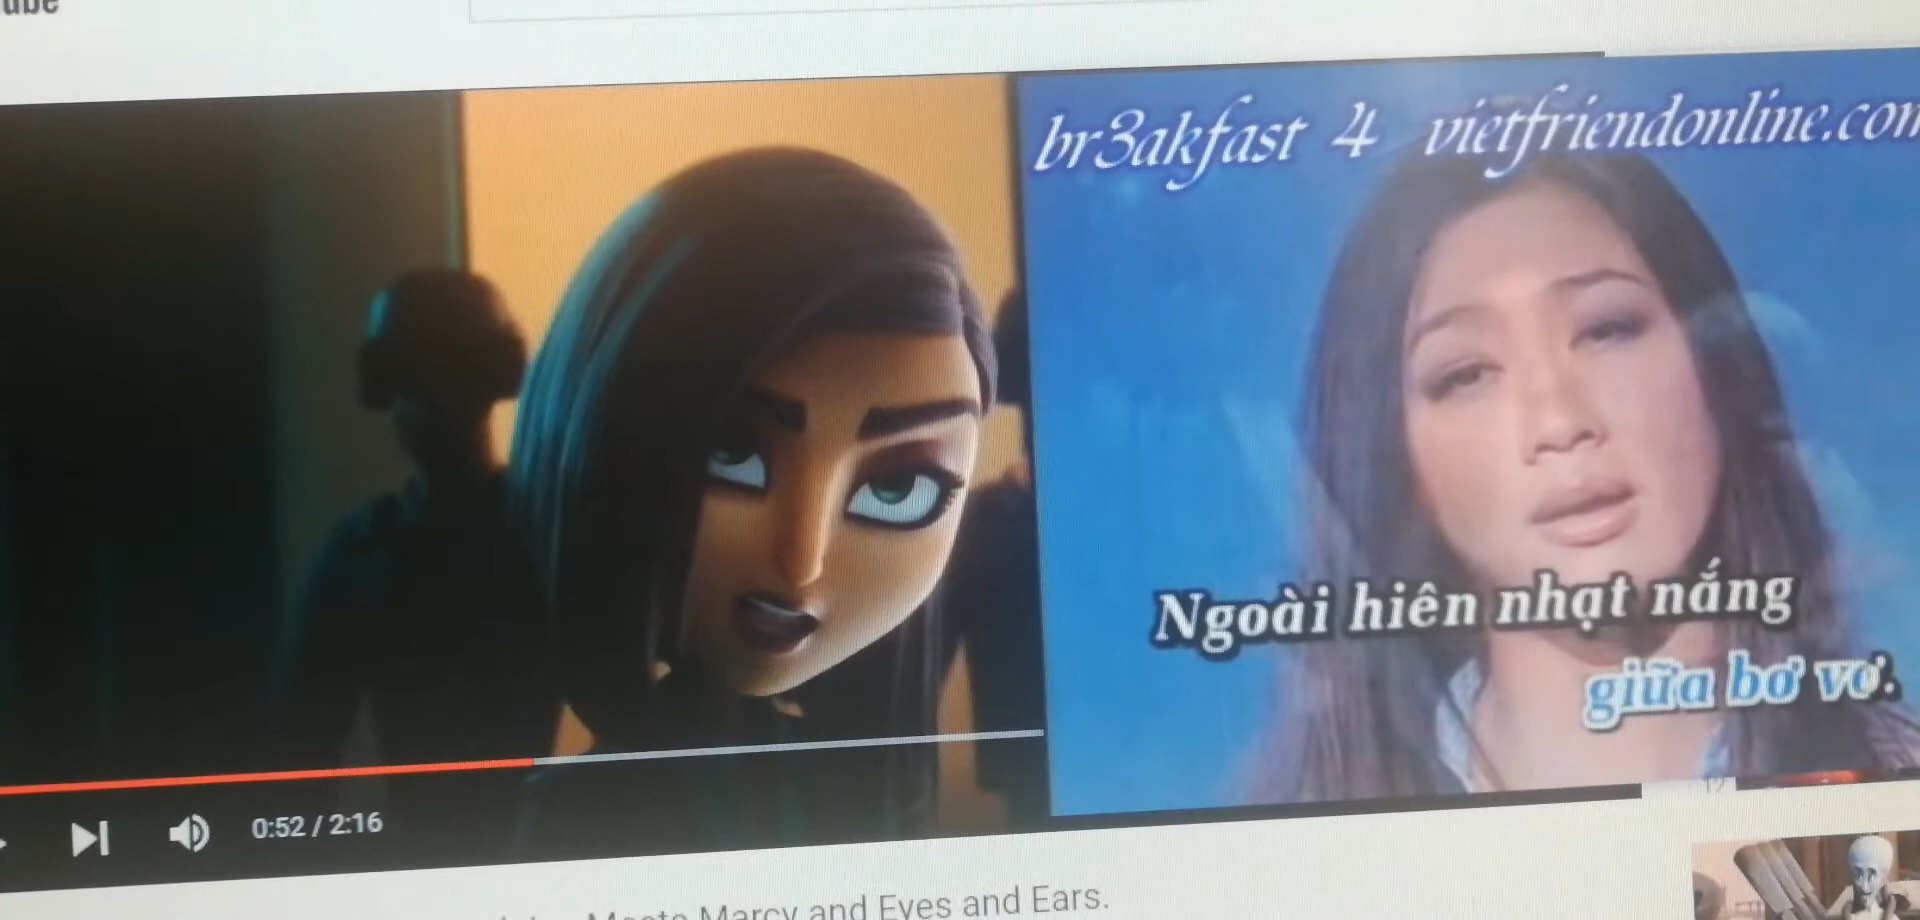 br3akfast 4 vietfriendonline.com
Ngoài hiên nhạt nắng
giữa bơ vơ.
0:52 / 2:16
Meets Marcy and Eyes and Ears.